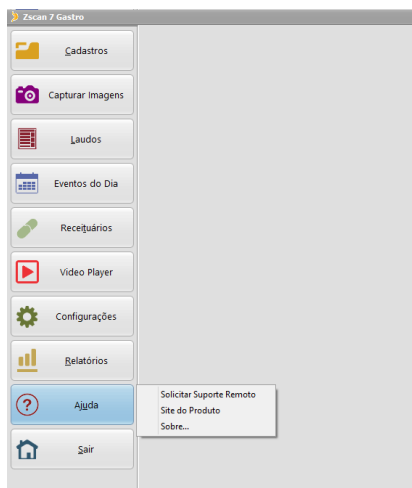 Zscan 7 Gastro
Cadastros
Capturar Imagens
Laudos
Eventos do Dia
Receituários
Video Player
Configurações
Relatórios
Ajuda
Solicitar Suporte Remoto
Site do Produto
Sobre...
Sair